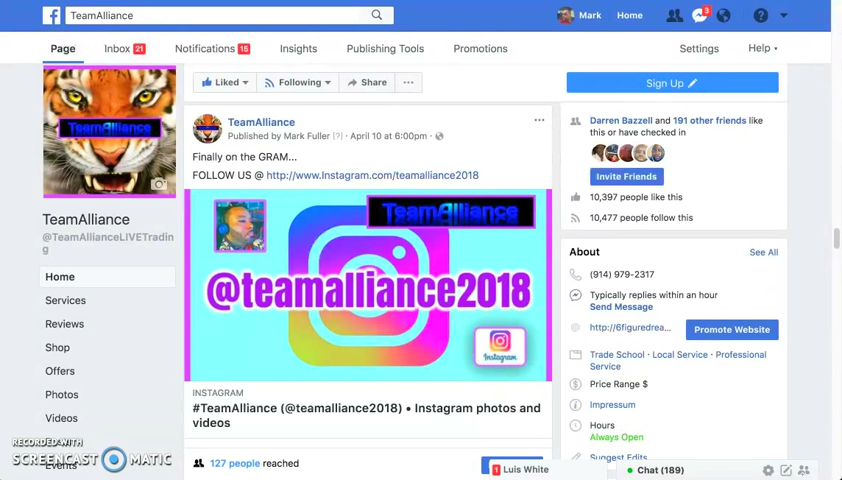 TeamAlliance
Mark
Home
3
Page
Inbox 21
Notifications 15
Insights
Publishing Tools
Promotions
Settings
Help
TeamAlliance
TeamAlliance
@TeamAllianceLIVETradin
g
Home
Services
Reviews
Shop
Offers
Photos
Videos
Events
RECORDED WITH
SCREENCAST MATIC
Liked
Following
Share
Sign Up
TeamAlliance
Published by Mark Fuller [?] · April 10 at 6:00pm ·
Finally on the GRAM...
FOLLOW US @ http://www.Instagram.com/teamalliance2018
TeamAlliance
@teamalliance2018
Instagram
INSTAGRAM
#TeamAlliance (@teamalliance2018) • Instagram photos and
videos
127 people reached
1 Luis White
Darren Bazzell and 191 other friends like
this or have checked in
Invite Friends
10,397 people like this
10,477 people follow this
About
See All
(914) 979-2317
Typically replies within an hour
Send Message
http://6figuredrea...
Promote Website
Trade School · Local Service · Professional
Service
Price Range $
Impressum
Hours
Always Open
Suggest Edits
Chat (189)